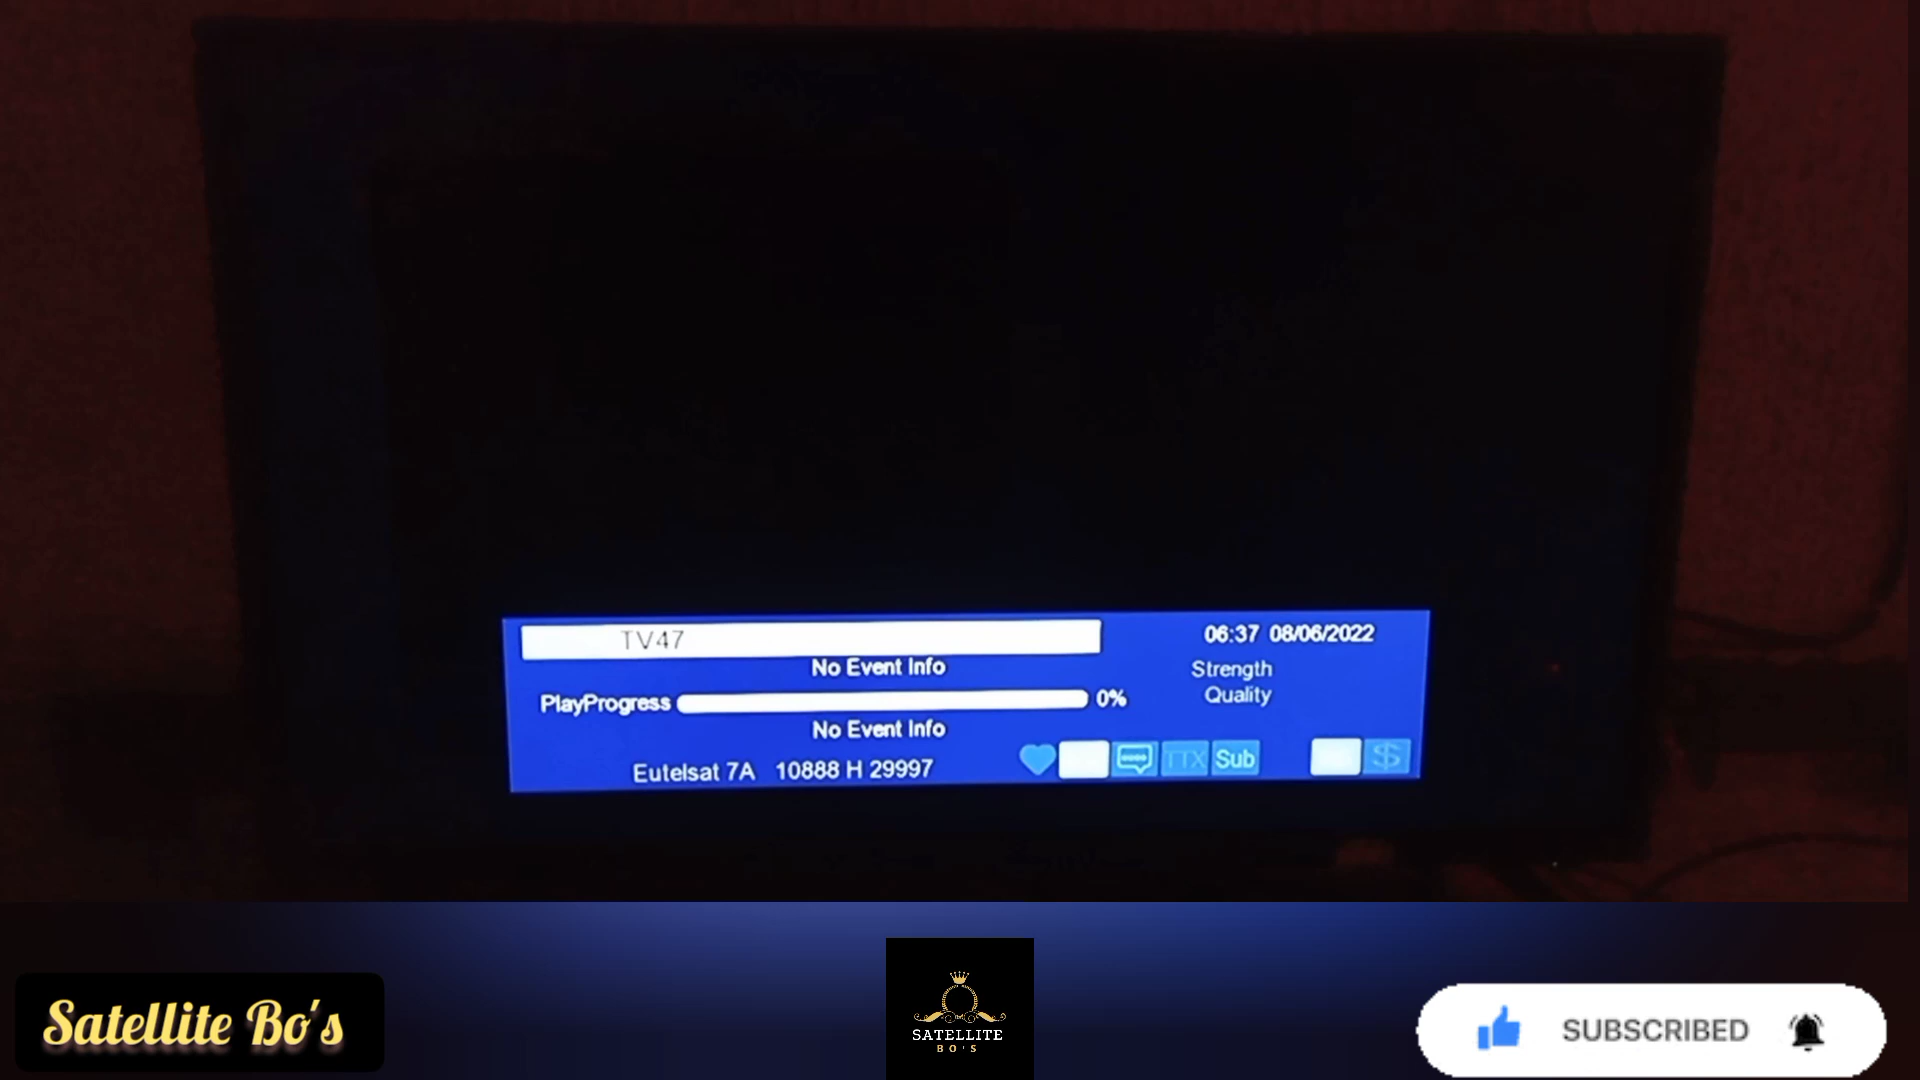 TV47
06:37 08/06/2022
No Event Info
Strength
PlayProgress 0%
Quality
No Event Info
Eutelsat 7A 10888 H 29997
TTX Sub $
Satellite Bo's
SATELLITE
BO'S
SUBSCRIBED